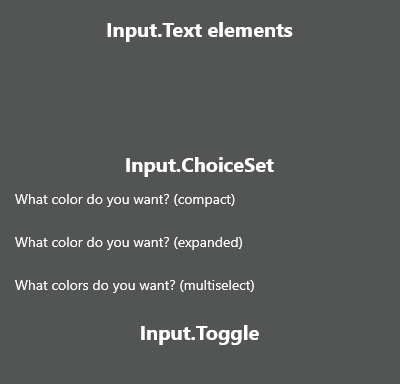 Input.Text elements
Input.ChoiceSet
What color do you want? (compact)
What color do you want? (expanded)
What colors do you want? (multiselect)
Input.Toggle